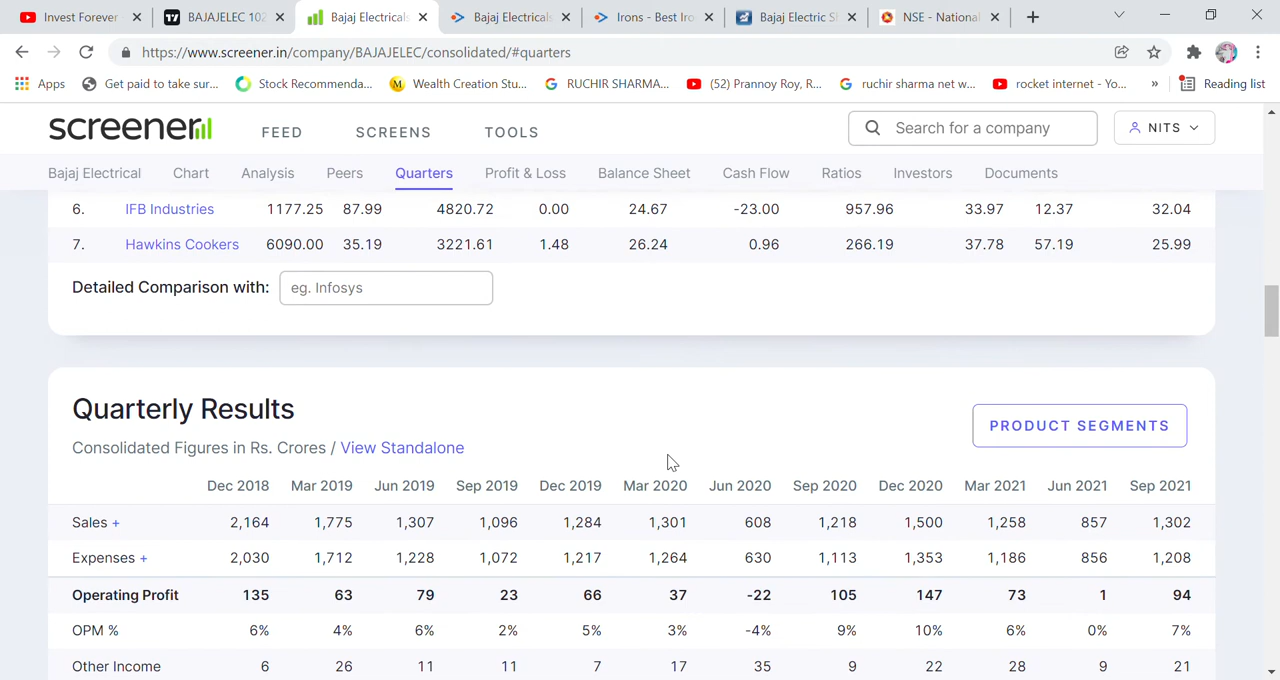 Invest Forever
BAJAJELEC 102
Bajaj Electricals
Bajaj Electricals
Irons - Best Iro
Bajaj Electric S
NSE - National
https://www.screener.in/company/BAJAJELEC/consolidated/#quarters
Apps
Get paid to take sur...
Stock Recommenda...
Wealth Creation Stu...
RUCHIR SHARMA...
(52) Prannoy Roy, R...
ruchir sharma net w...
rocket internet - Yo...
»
Reading list
screener
FEED
SCREENS
TOOLS
Search for a company
NITS
Bajaj Electrical
Chart
Analysis
Peers
Quarters
Profit & Loss
Balance Sheet
Cash Flow
Ratios
Investors
Documents
6. IFB Industries 1177.25 87.99 4820.72 0.00 24.67 -23.00 957.96 33.97 12.37 32.04
7. Hawkins Cookers 6090.00 35.19 3221.61 1.48 26.24 0.96 266.19 37.78 57.19 25.99
Detailed Comparison with: eg. Infosys
Quarterly Results
PRODUCT SEGMENTS
Consolidated Figures in Rs. Crores / View Standalone
Dec 2018 Mar 2019 Jun 2019 Sep 2019 Dec 2019 Mar 2020 Jun 2020 Sep 2020 Dec 2020 Mar 2021 Jun 2021 Sep 2021
Sales + 2,164 1,775 1,307 1,096 1,284 1,301 608 1,218 1,500 1,258 857 1,302
Expenses + 2,030 1,712 1,228 1,072 1,217 1,264 630 1,113 1,353 1,186 856 1,208
Operating Profit 135 63 79 23 66 37 -22 105 147 73 1 94
OPM % 6% 4% 6% 2% 5% 3% -4% 9% 10% 6% 0% 7%
Other Income 6 26 11 11 7 17 35 9 22 28 9 21